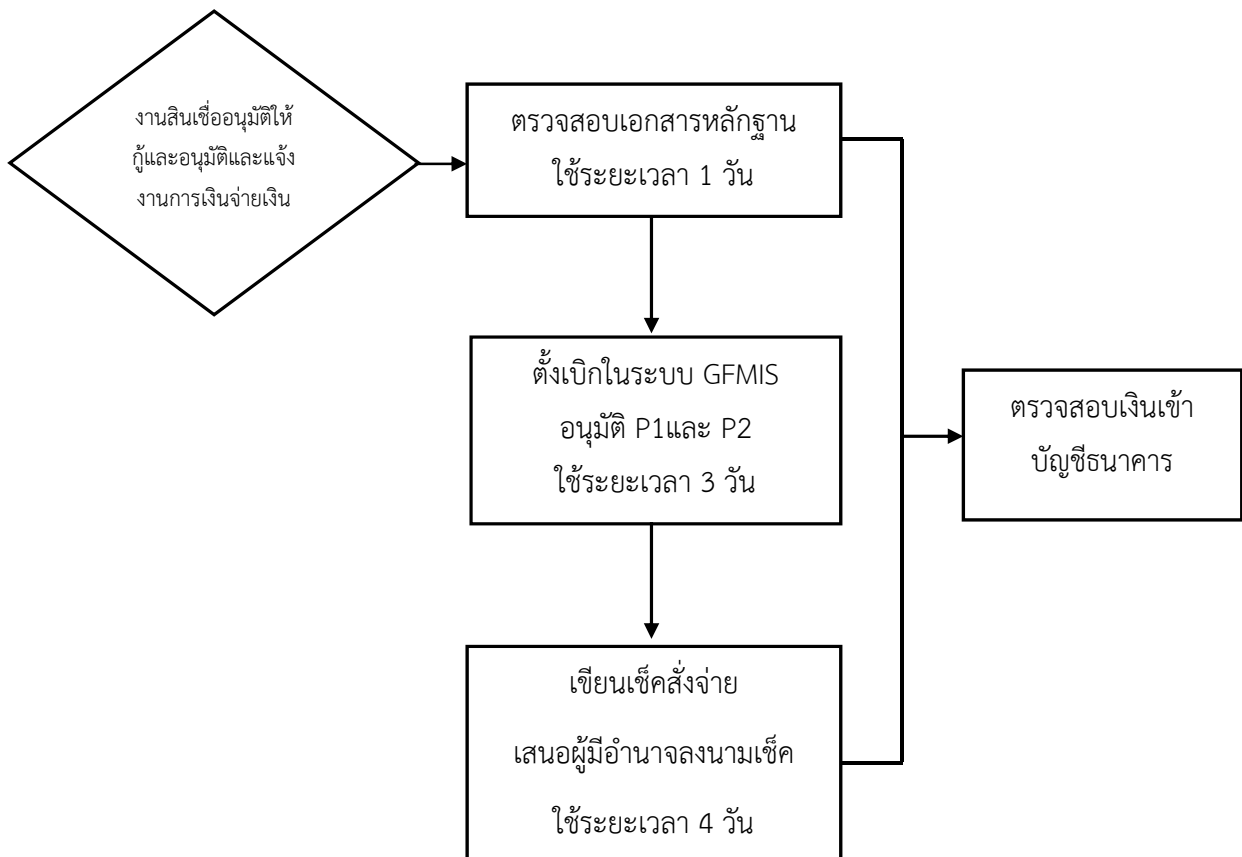 งานสินเชื่ออนุมัติให้
กู้และอนุมัติและแจ้ง
งานการเงินจ่ายเงิน
ตรวจสอบเอกสารหลักฐาน
ใช้ระยะเวลา 1 วัน
ตั้งเบิกในระบบ GFMIS
อนุมัติ P1และ P2
ใช้ระยะเวลา 3 วัน
ตรวจสอบเงินเข้า
บัญชีธนาคาร
เขียนเช็คสั่งจ่าย
เสนอผู้มีอำนาจลงนามเช็ค
ใช้ระยะเวลา 4 วัน